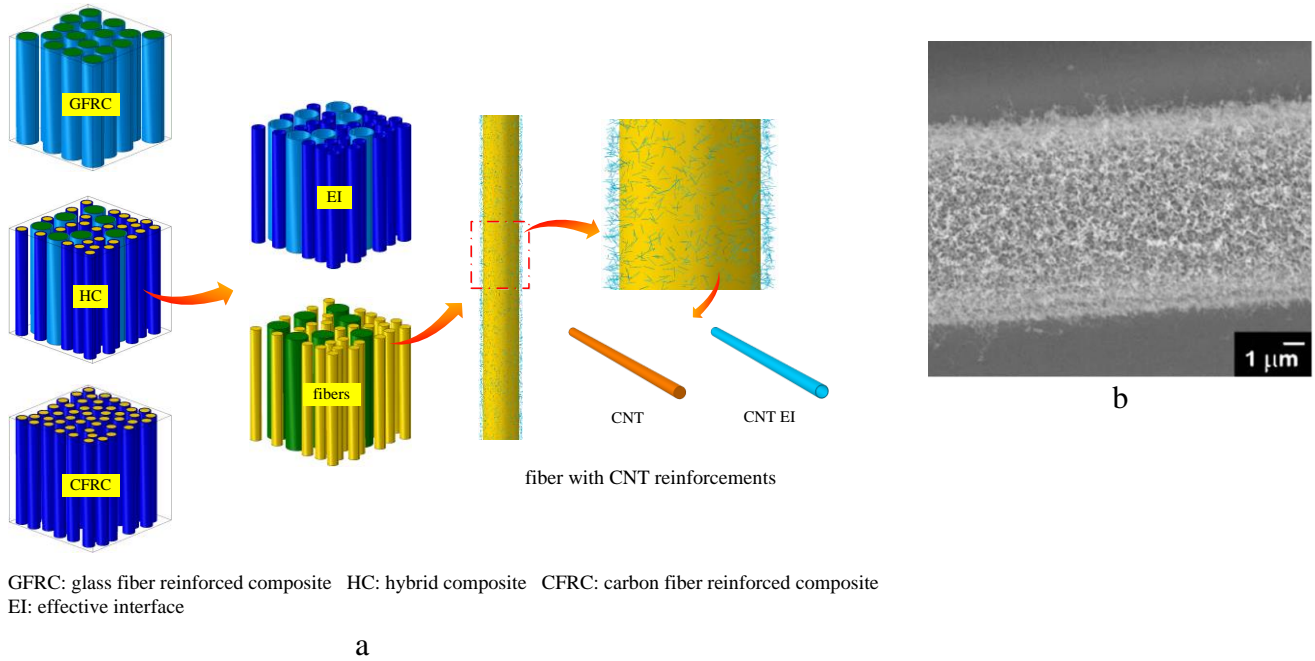 GFRC
EI
HC
fibers
CFRC
CNT
CNT EI
fiber with CNT reinforcements
1 μm
b
GFRC: glass fiber reinforced composite HC: hybrid composite CFRC: carbon fiber reinforced composite
EI: effective interface
a